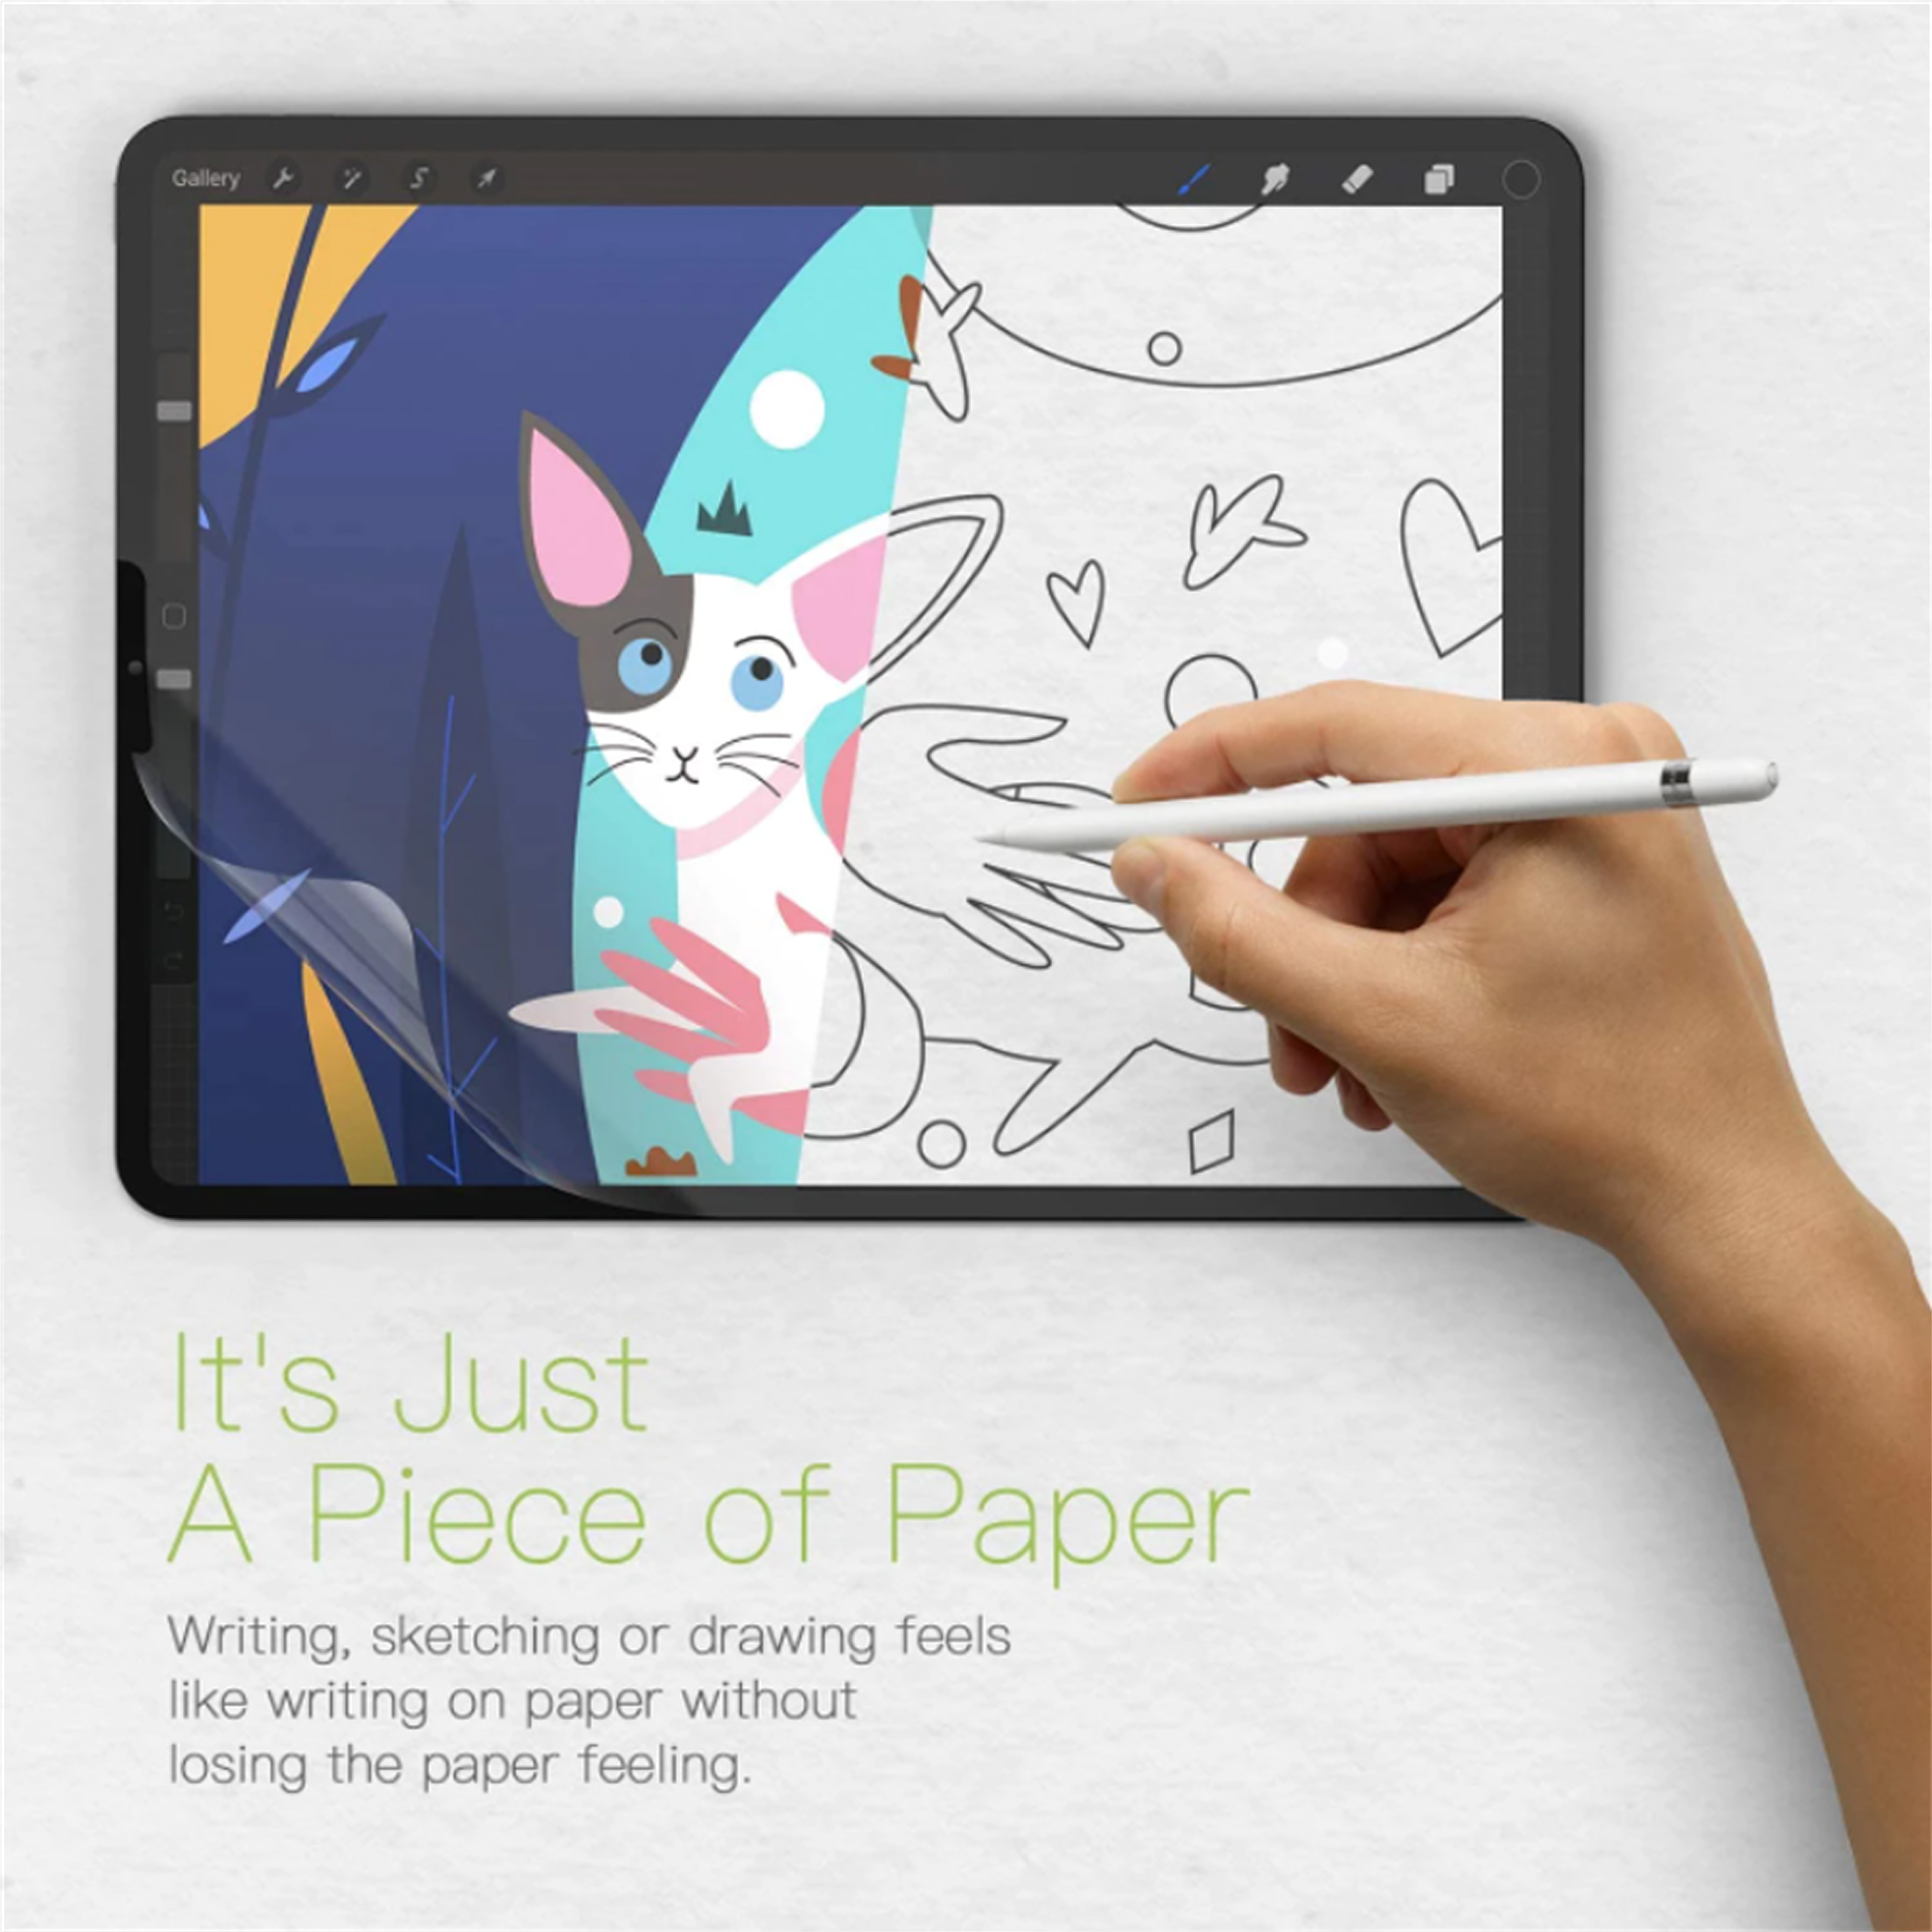 Gallery
It's Just
A Piece of Paper
Writing, sketching or drawing feels
like writing on paper without
losing the paper feeling.